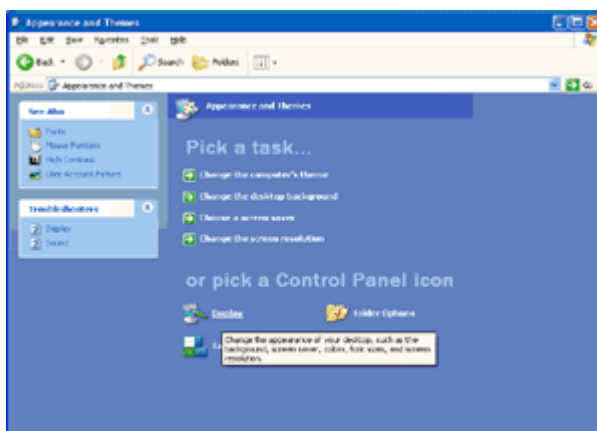 Appearance and Themes
File Edit View Favorites Tools Help
Back Search Folders
Address Appearance and Themes Go
See Also
Fonts
Mouse Pointers
High Contrast
User Account Picture
Troubleshooters
Display
Sound
Appearance and Themes
Pick a task...
Change the computer's theme
Change the desktop background
Choose a screen saver
Change the screen resolution
or pick a Control Panel icon
Display Folder Options
Change the appearance of your desktop, such as the
background, screen saver, colors, font sizes, and screen
resolution.